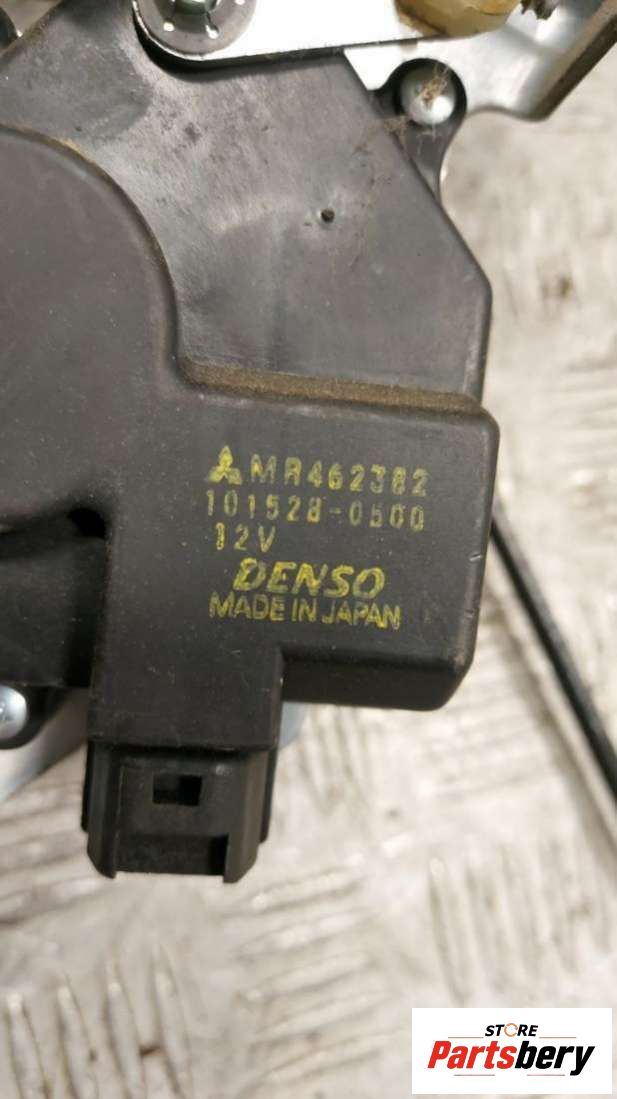 MR462382
101528-0500
12V
DENSO
MADE IN JAPAN
STORE
Partsbery